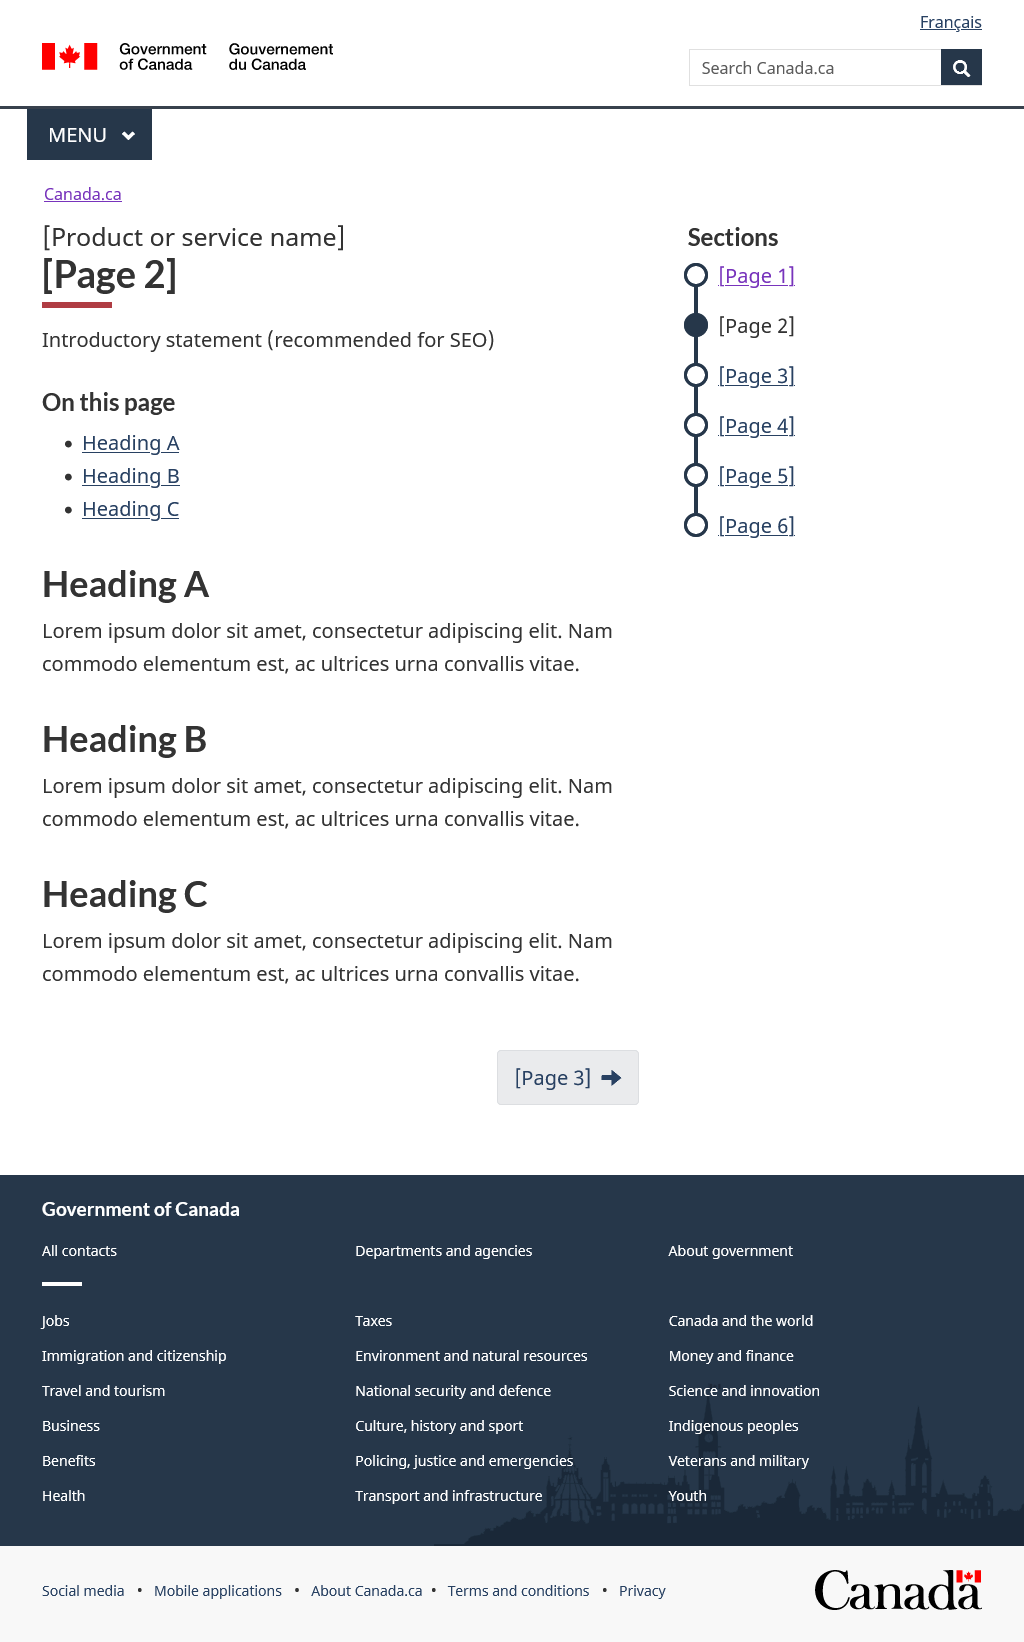 Français
Government of Canada
Gouvernement du Canada
Search Canada.ca
MENU
Canada.ca
[Product or service name]
[Page 2]
Introductory statement (recommended for SEO)
On this page
• Heading A
• Heading B
• Heading C
Heading A
Lorem ipsum dolor sit amet, consectetur adipiscing elit. Nam
commodo elementum est, ac ultrices urna convallis vitae.
Heading B
Lorem ipsum dolor sit amet, consectetur adipiscing elit. Nam
commodo elementum est, ac ultrices urna convallis vitae.
Heading C
Lorem ipsum dolor sit amet, consectetur adipiscing elit. Nam
commodo elementum est, ac ultrices urna convallis vitae.
[Page 3]
Sections
[Page 1]
[Page 2]
[Page 3]
[Page 4]
[Page 5]
[Page 6]
Government of Canada
All contacts
Departments and agencies
About government
Jobs
Taxes
Canada and the world
Immigration and citizenship
Environment and natural resources
Money and finance
Travel and tourism
National security and defence
Science and innovation
Business
Culture, history and sport
Indigenous peoples
Benefits
Policing, justice and emergencies
Veterans and military
Health
Transport and infrastructure
Youth
Social media • Mobile applications • About Canada.ca • Terms and conditions • Privacy
Canada